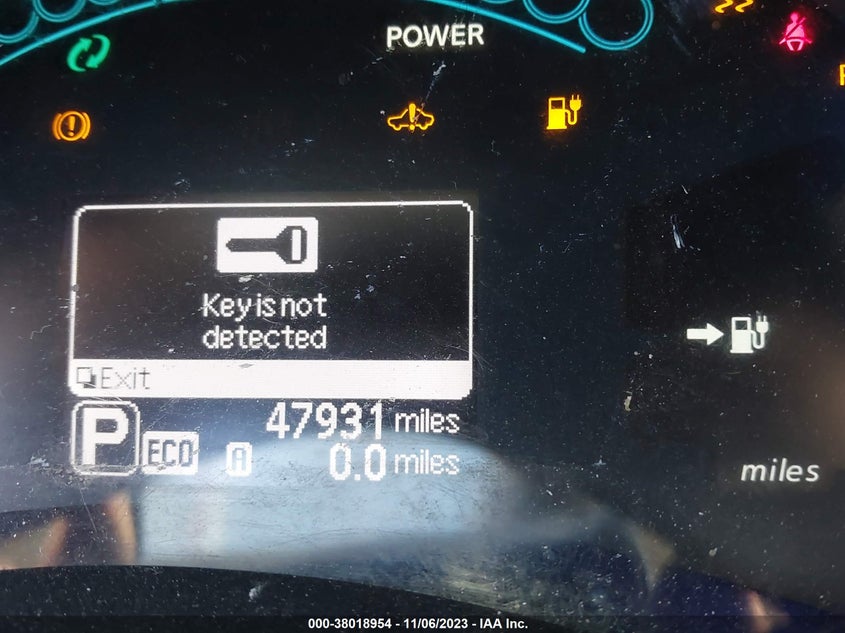 POWER
Key is not
detected
Exit
P
ECO
47931 miles
A
0.0 miles
miles
000-38018954 - 11/06/2023 - IAA Inc.